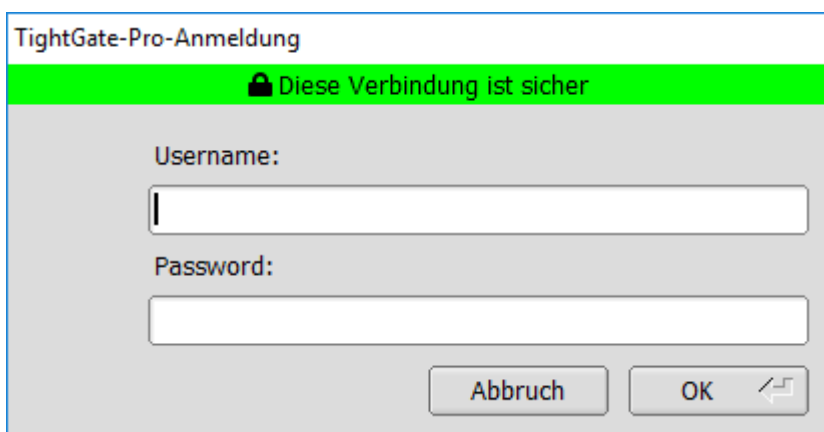 TightGate-Pro-Anmeldung
Diese Verbindung ist sicher
Username:
Password:
Abbruch OK